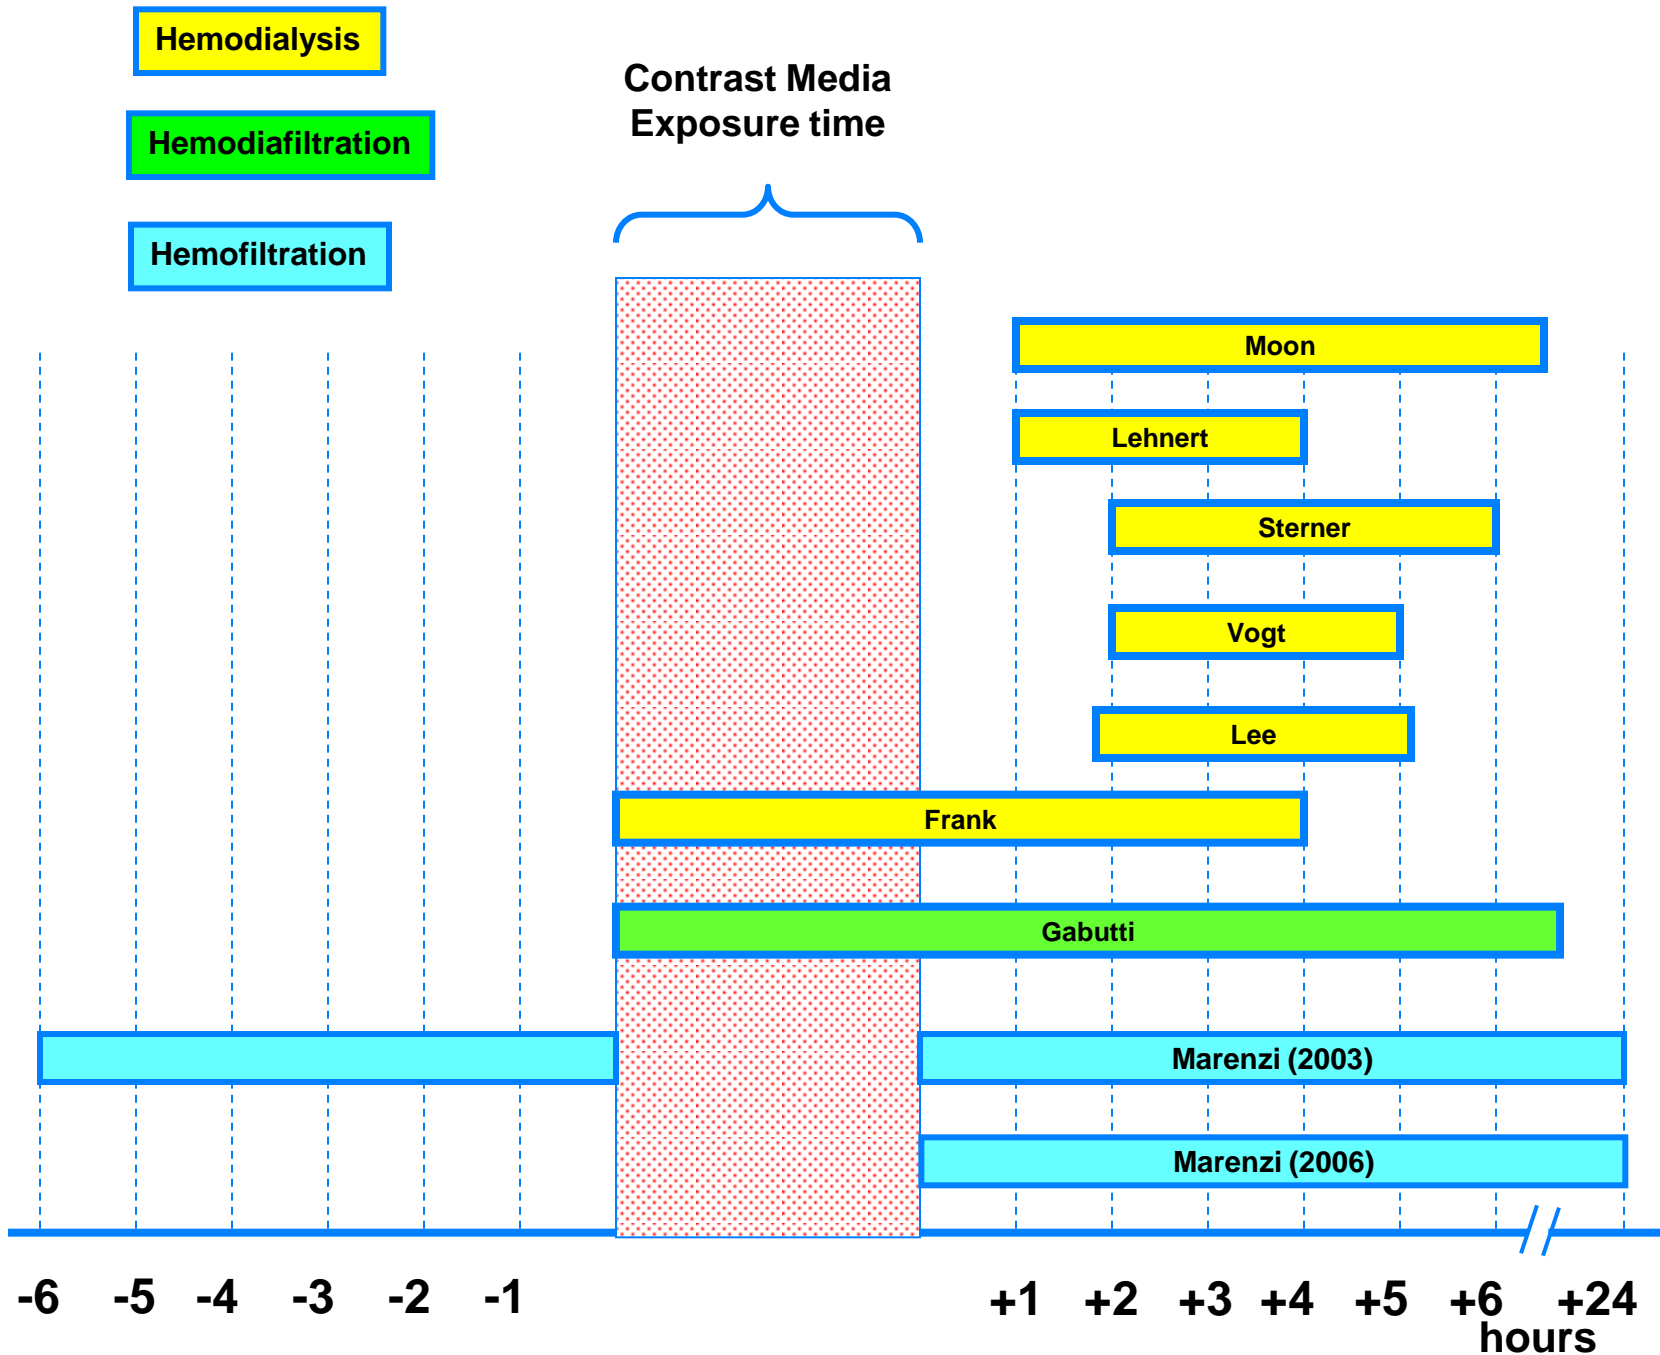 Hemodialysis
Hemodiafiltration
Hemofiltration
Contrast Media
Exposure time
Moon
Lehnert
Sterner
Vogt
Lee
Frank
Gabutti
Marenzi (2003)
Marenzi (2006)
-6 -5 -4 -3 -2 -1 +1 +2 +3 +4 +5 +6 +24
hours